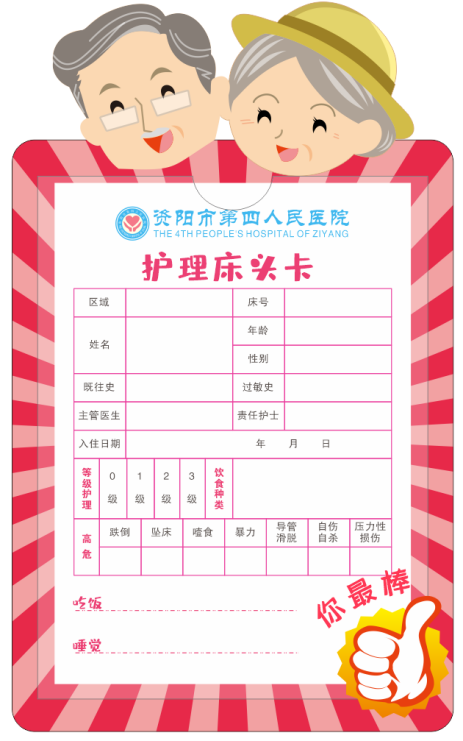 资阳市第四人民医院
THE 4TH PEOPLE'S HOSPITAL OF ZIYANG
护理床头卡
区域 床号
姓名 年龄
性别
既往史 过敏史
主管医生 责任护士
入住日期 年 月 日
等级护理 0级 1级 2级 3级 饮食种类
高危 跌倒 坠床 噎食 暴力 导管滑脱 自伤自杀 压力性损伤
吃饭
睡觉
你最棒